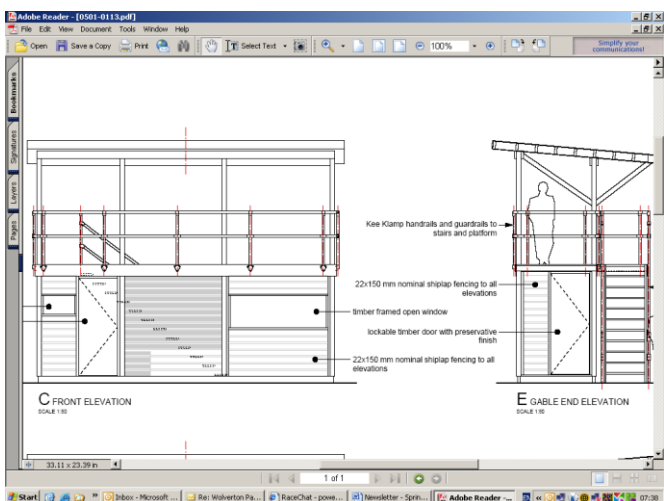 Adobe Reader - [0501-0113.pdf]
File Edit View Document Tools Window Help
Open Save a Copy Print Select Text 100% Simplify your communications!
Bookmarks
Signatures
Layers
Pages
Kee Klamp handrails and guardrails to
stairs and platform
22x150 mm nominal shiplap fencing to all
elevations
timber framed open window
lockable timber door with preservative
finish
22x150 mm nominal shiplap fencing to all
elevations
C FRONT ELEVATION
SCALE 1:50
E GABLE END ELEVATION
SCALE 1:50
33.11 x 23.39 in
1 of 1
Start Inbox - Microsoft ... Re: Wolverton Pa... RaceChat - powe... Newsletter - Sprin... Adobe Reader -... 07:38